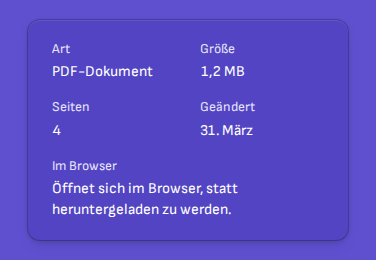 Art
PDF-Dokument
Größe
1,2 MB
Seiten
4
Geändert
31. März
Im Browser
Öffnet sich im Browser, statt
heruntergeladen zu werden.